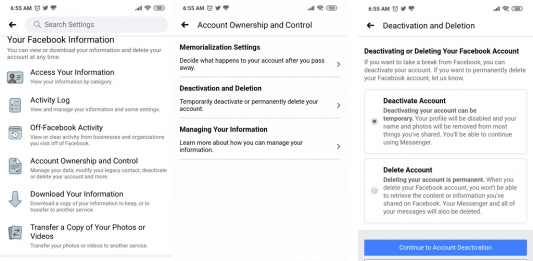 6:55 AM
Search Settings
Your Facebook Information
You can view or download your information and delete your
account at any time.
Access Your Information
View your information by category.
Activity Log
View and manage your information and some settings.
Off-Facebook Activity
View or clear activity from businesses and organizations
you visit off of Facebook.
Account Ownership and Control
Manage your data, modify your legacy contact, deactivate
or delete your account and more.
Download Your Information
Download a copy of your information to keep, or to
transfer to another service.
Transfer a Copy of Your Photos or
Videos
Transfer your photos or videos to another service.
6:55 AM
Account Ownership and Control
Memorialization Settings
Decide what happens to your account after you pass
away.
Deactivation and Deletion
Temporarily deactivate or permanently delete your
account.
Managing Your Information
Learn more about how you can manage your
information.
6:55 AM
Deactivation and Deletion
Deactivating or Deleting Your Facebook Account
If you want to take a break from Facebook, you can
deactivate your account. If you want to permanently delete
your Facebook account, let us know.
Deactivate Account
Deactivating your account can be
temporary. Your profile will be disabled and your
name and photos will be removed from most
things you've shared. You'll be able to continue
using Messenger.
Delete Account
Deleting your account is permanent. When you
delete your Facebook account, you won't be able
to retrieve the content or information you've
shared on Facebook. Your Messenger and all of
your messages will also be deleted.
Continue to Account Deactivation